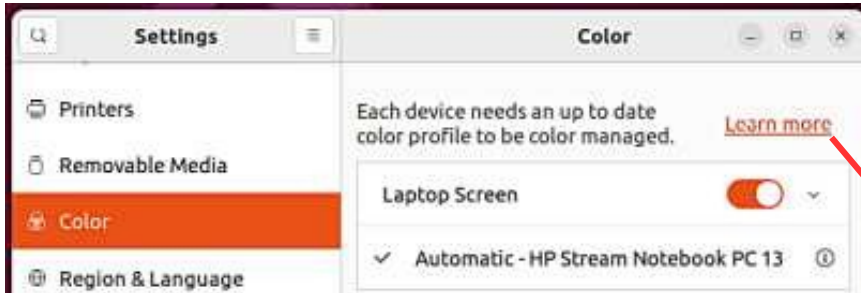 Settings
Color
Printers
Removable Media
Color
Region & Language
Each device needs an up to date
color profile to be color managed.
Learn more
Laptop Screen
Automatic - HP Stream Notebook PC 13